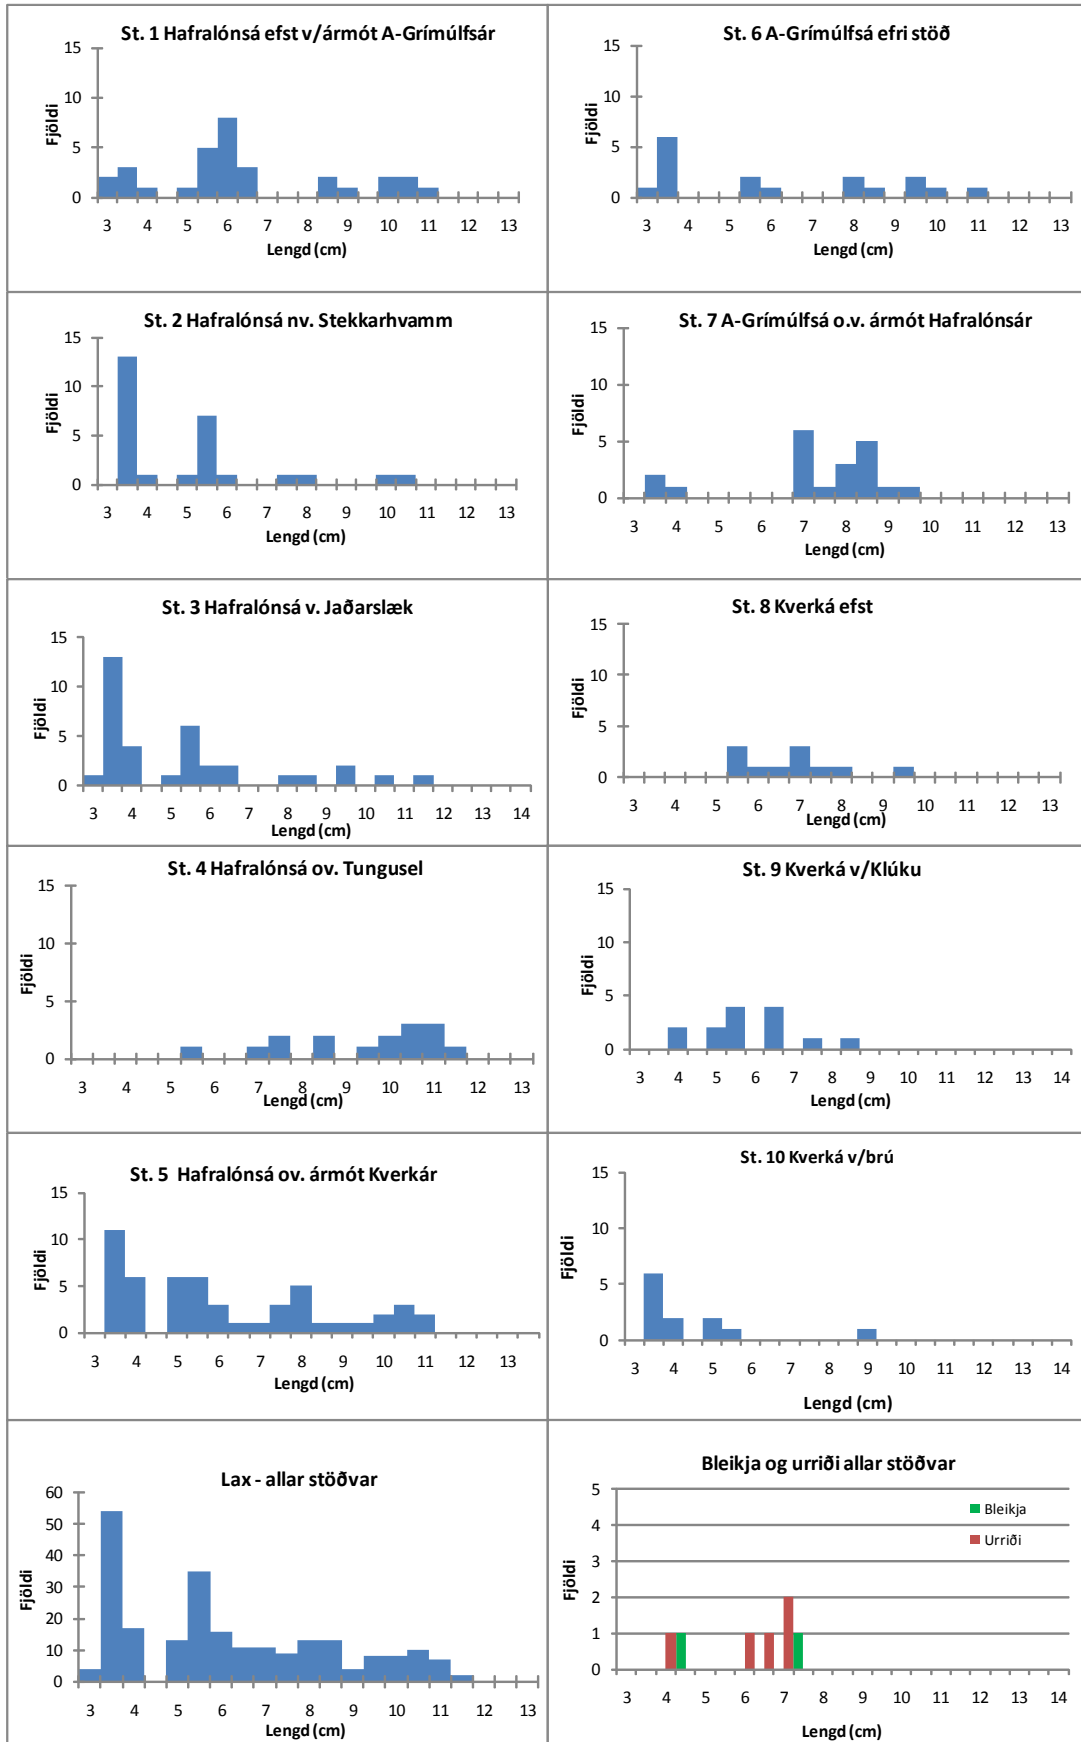 St. 1 Hafralónsá efst v/ármót A-Grímúlfsár
15
10
5
0
Fjöldi
3 4 5 6 7 8 9 10 11 12 13
Lengd (cm)
St. 6 A-Grímúlfsá efri stöð
15
10
5
0
Fjöldi
3 4 5 6 7 8 9 10 11 12 13
Lengd (cm)
St. 2 Hafralónsá nv. Stekkarhvamm
15
10
5
0
Fjöldi
3 4 5 6 7 8 9 10 11 12 13
Lengd (cm)
St. 7 A-Grímúlfsá o.v. ármót Hafralónsár
15
10
5
0
Fjöldi
3 4 5 6 7 8 9 10 11 12 13
Lengd (cm)
St. 3 Hafralónsá v. Jaðarslæk
15
10
5
0
Fjöldi
3 4 5 6 7 8 9 10 11 12 13 14
Lengd (cm)
St. 8 Kverká efst
15
10
5
0
Fjöldi
3 4 5 6 7 8 9 10 11 12 13
Lengd (cm)
St. 4 Hafralónsá ov. Tungusel
15
10
5
0
Fjöldi
3 4 5 6 7 8 9 10 11 12 13
Lengd (cm)
St. 9 Kverká v/Klúku
15
10
5
0
Fjöldi
3 4 5 6 7 8 9 10 11 12 13 14
Lengd (cm)
St. 5 Hafralónsá ov. ármót Kverkár
15
10
5
0
Fjöldi
3 4 5 6 7 8 9 10 11 12 13
Lengd (cm)
St. 10 Kverká v/brú
15
10
5
0
Fjöldi
3 4 5 6 7 8 9 10 11 12 13 14
Lengd (cm)
Lax - allar stöðvar
60
50
40
30
20
10
0
Fjöldi
3 4 5 6 7 8 9 10 11 12 13
Lengd (cm)
Bleikja og urriði allar stöðvar
5
4
3
2
1
0
Fjöldi
Bleikja
Urriði
3 4 5 6 7 8 9 10 11 12 13 14
Lengd (cm)